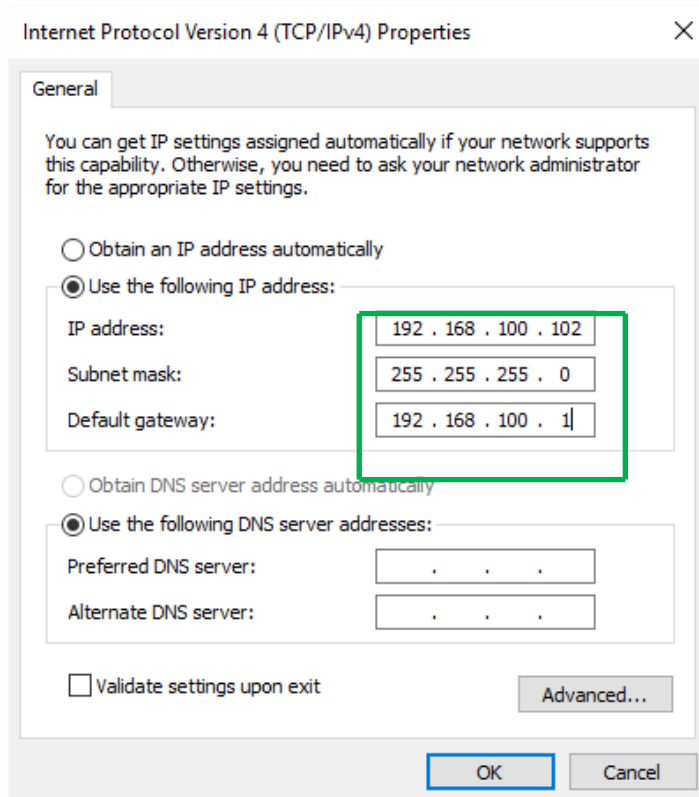 Internet Protocol Version 4 (TCP/IPv4) Properties
General
You can get IP settings assigned automatically if your network supports
this capability. Otherwise, you need to ask your network administrator
for the appropriate IP settings.
Obtain an IP address automatically
Use the following IP address:
IP address: 192 . 168 . 100 . 102
Subnet mask: 255 . 255 . 255 . 0
Default gateway: 192 . 168 . 100 . 1
Obtain DNS server address automatically
Use the following DNS server addresses:
Preferred DNS server: . . .
Alternate DNS server: . . .
Validate settings upon exit
Advanced...
OK Cancel